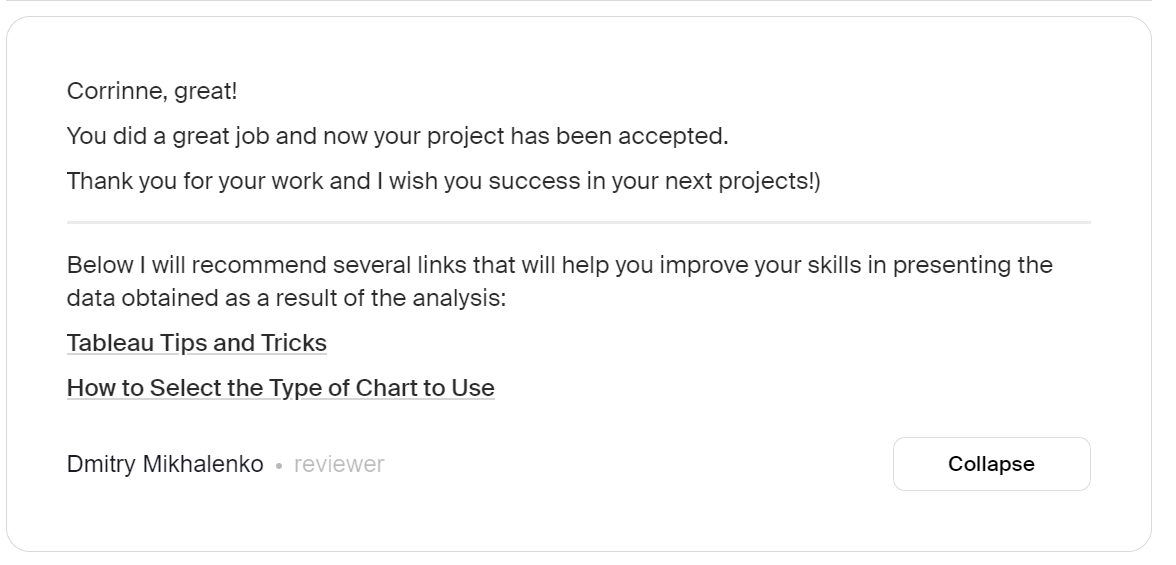 Corrinne, great!
You did a great job and now your project has been accepted.
Thank you for your work and I wish you success in your next projects!)
Below I will recommend several links that will help you improve your skills in presenting the
data obtained as a result of the analysis:
Tableau Tips and Tricks
How to Select the Type of Chart to Use
Dmitry Mikhalenko • reviewer
Collapse